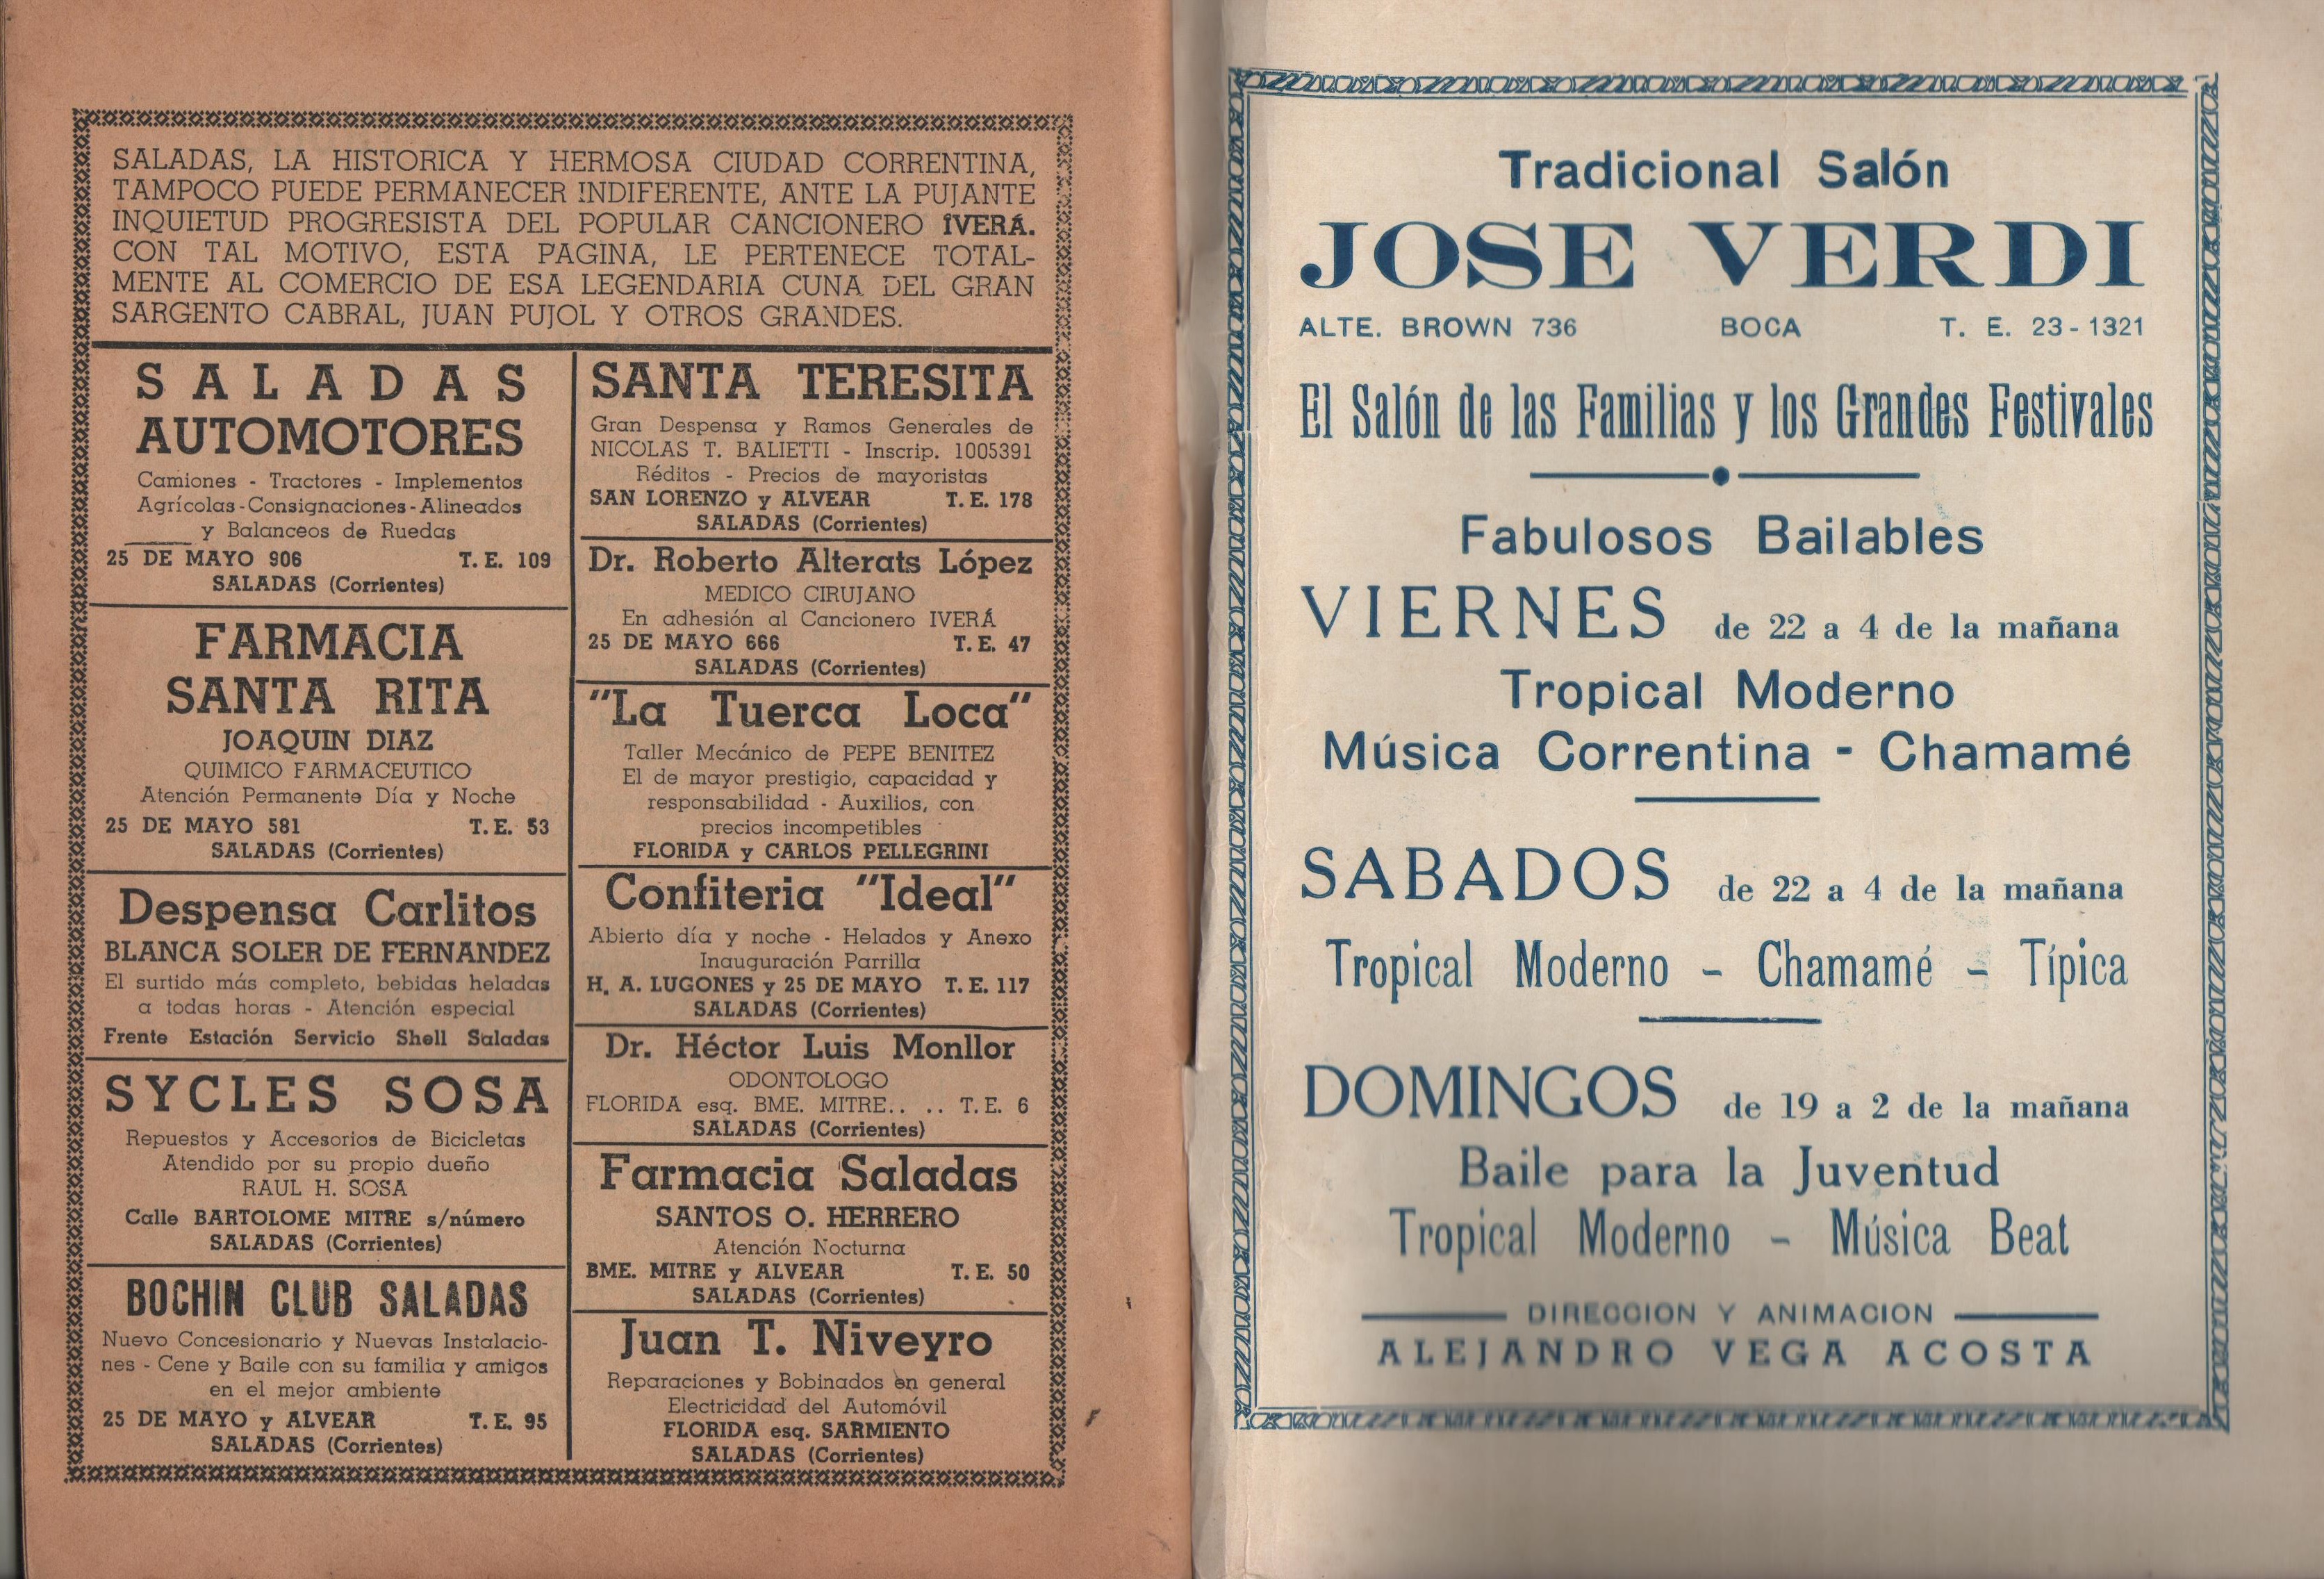 SALADAS, LA HISTORICA Y HERMOSA CIUDAD CORRENTINA,
TAMPOCO PUEDE PERMANECER INDIFERENTE, ANTE LA PUJANTE
INQUIETUD PROGRESISTA DEL POPULAR CANCIONERO IVERÁ.
CON TAL MOTIVO, ESTA PAGINA, LE PERTENECE TOTAL-
MENTE AL COMERCIO DE ESA LEGENDARIA CUNA DEL GRAN
SARGENTO CABRAL, JUAN PUJOL Y OTROS GRANDES.
SALADAS
AUTOMOTORES
Camiones - Tractores - Implementos
Agrícolas - Consignaciones - Alineados
y Balanceos de Ruedas
25 DE MAYO 906 T. E. 109
SALADAS (Corrientes)
FARMACIA
SANTA RITA
JOAQUIN DIAZ
QUIMICO FARMACEUTICO
Atención Permanente Día y Noche
25 DE MAYO 581 T. E. 53
SALADAS (Corrientes)
Despensa Carlitos
BLANCA SOLER DE FERNANDEZ
El surtido más completo, bebidas heladas
a todas horas - Atención especial
Frente Estación Servicio Shell Saladas
SYCLES SOSA
Repuestos y Accesorios de Bicicletas
Atendido por su propio dueño
RAUL H. SOSA
Calle BARTOLOME MITRE s/número
SALADAS (Corrientes)
BOCHIN CLUB SALADAS
Nuevo Concesionario y Nuevas Instalacio-
nes - Cene y Baile con su familia y amigos
en el mejor ambiente
25 DE MAYO y ALVEAR T. E. 95
SALADAS (Corrientes)
SANTA TERESITA
Gran Despensa y Ramos Generales de
NICOLAS T. BALIETTI - Inscrip. 1005391
Réditos - Precios de mayoristas
SAN LORENZO y ALVEAR T. E. 178
SALADAS (Corrientes)
Dr. Roberto Alterats López
MEDICO CIRUJANO
En adhesión al Cancionero IVERÁ
25 DE MAYO 666 T. E. 47
SALADAS (Corrientes)
"La Tuerca Loca"
Taller Mecánico de PEPE BENITEZ
El de mayor prestigio, capacidad y
responsabilidad - Auxilios, con
precios incompetibles
FLORIDA y CARLOS PELLEGRINI
Confiteria "Ideal"
Abierto día y noche - Helados y Anexo
Inauguración Parrilla
H. A. LUGONES y 25 DE MAYO T. E. 117
SALADAS (Corrientes)
Dr. Héctor Luis Monllor
ODONTOLOGO
FLORIDA esq. BME. MITRE.. .. T. E. 6
SALADAS (Corrientes)
Farmacia Saladas
SANTOS O. HERRERO
Atención Nocturna
BME. MITRE y ALVEAR T. E. 50
SALADAS (Corrientes)
Juan T. Niveyro
Reparaciones y Bobinados en general
Electricidad del Automóvil
FLORIDA esq. SARMIENTO
SALADAS (Corrientes)
Tradicional Salón
JOSE VERDI
ALTE. BROWN 736 BOCA T. E. 23-1321
El Salón de las Familias y los Grandes Festivales
Fabulosos Bailables
VIERNES de 22 a 4 de la mañana
Tropical Moderno
Música Correntina - Chamamé
SABADOS de 22 a 4 de la mañana
Tropical Moderno - Chamamé - Típica
DOMINGOS de 19 a 2 de la mañana
Baile para la Juventud
Tropical Moderno - Música Beat
DIRECCION Y ANIMACION
ALEJANDRO VEGA ACOSTA